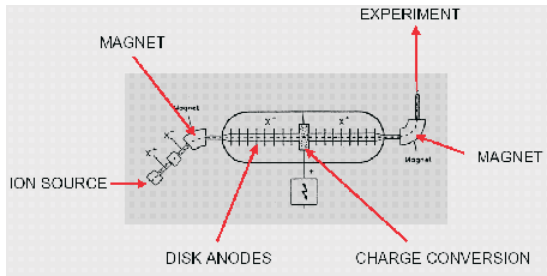 EXPERIMENT
MAGNET
Magnet
X⁻
X⁺
X⁻
X⁻
MAGNET
Magnet
ION SOURCE
+
DISK ANODES
CHARGE CONVERSION